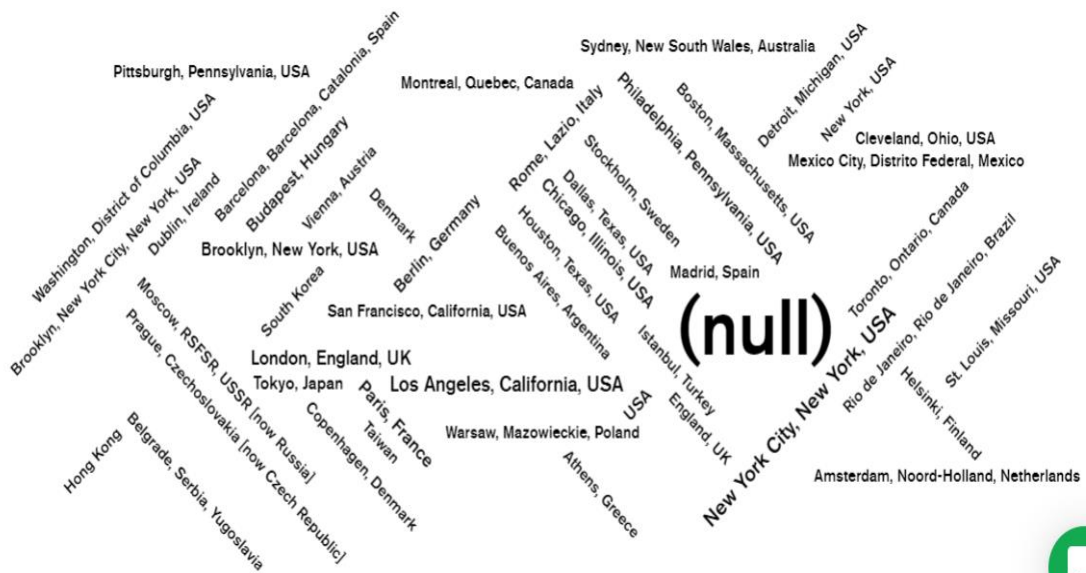 Sydney, New South Wales, Australia
Pittsburgh, Pennsylvania, USA
Barcelona, Barcelona, Catalonia, Spain
Montreal, Quebec, Canada
Detroit, Michigan, USA
New York, USA
Philadelphia, Pennsylvania, USA
Boston, Massachusetts, USA
Rome, Lazio, Italy
Washington, District of Columbia, USA
Budapest, Hungary
Cleveland, Ohio, USA
Mexico City, Distrito Federal, Mexico
Stockholm, Sweden
Vienna, Austria
Brooklyn, New York City, New York, USA
Dublin, Ireland
Dallas, Texas, USA
Chicago, Illinois, USA
Denmark
Berlin, Germany
Houston, Texas, USA
Toronto, Ontario, Canada
Brooklyn, New York, USA
Buenos Aires, Argentina
Rio de Janeiro, Rio de Janeiro, Brazil
Madrid, Spain
St. Louis, Missouri, USA
South Korea
Moscow, RSFSR, USSR [now Russia]
San Francisco, California, USA
(null)
Prague, Czechoslovakia [now Czech Republic]
New York City, New York, USA
Istanbul, Turkey
London, England, UK
Tokyo, Japan
Los Angeles, California, USA
Paris, France
Helsinki, Finland
USA
England, UK
Copenhagen, Denmark
Taiwan
Warsaw, Mazowieckie, Poland
Hong Kong
Belgrade, Serbia, Yugoslavia
Athens, Greece
Amsterdam, Noord-Holland, Netherlands